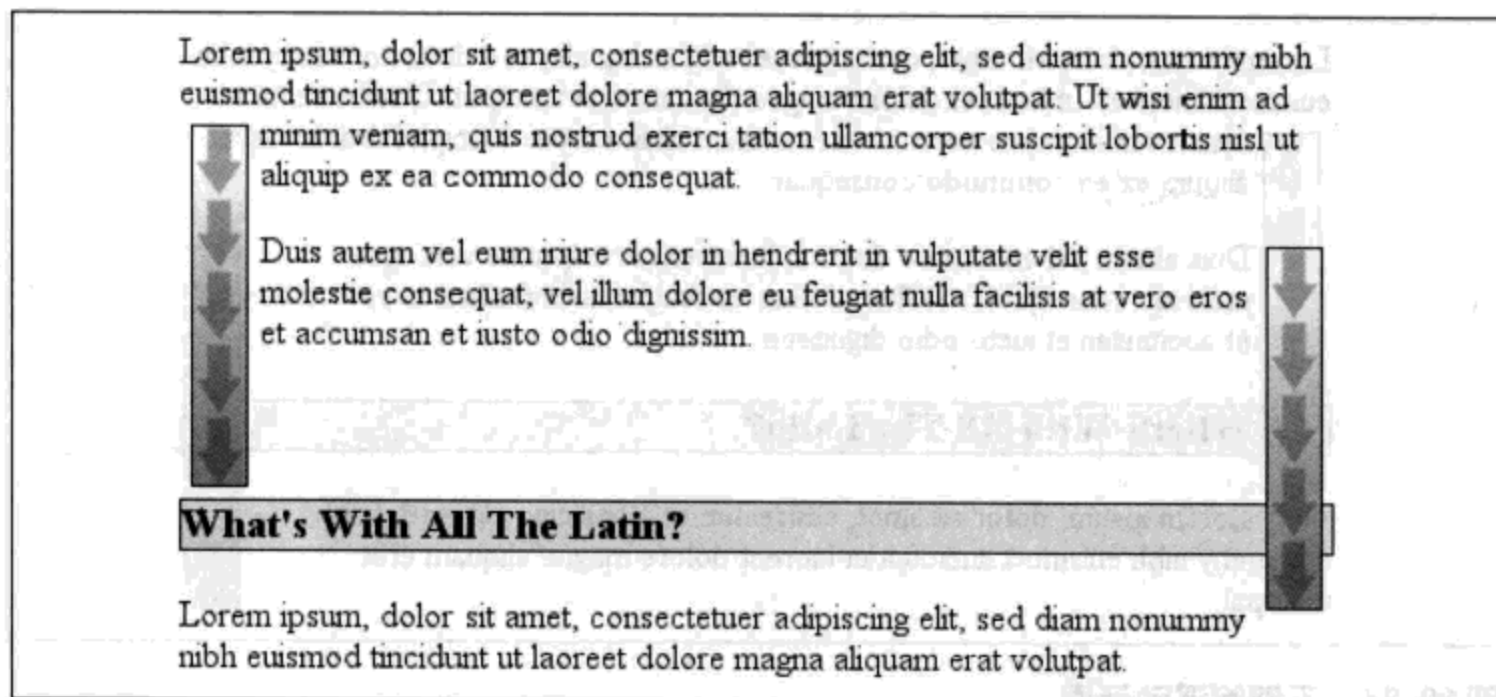 Lorem ipsum, dolor sit amet, consectetuer adipiscing elit, sed diam nonummy nibh
euismod tincidunt ut laoreet dolore magna aliquam erat volutpat. Ut wisi enim ad
minim veniam, quis nostrud exerci tation ullamcorper suscipit lobortis nisl ut
aliquip ex ea commodo consequat.
Duis autem vel eum iriure dolor in hendrerit in vulputate velit esse
molestie consequat, vel illum dolore eu feugiat nulla facilisis at vero eros
et accumsan et iusto odio dignissim.
What's With All The Latin?
Lorem ipsum, dolor sit amet, consectetuer adipiscing elit, sed diam nonummy
nibh euismod tincidunt ut laoreet dolore magna aliquam erat volutpat.